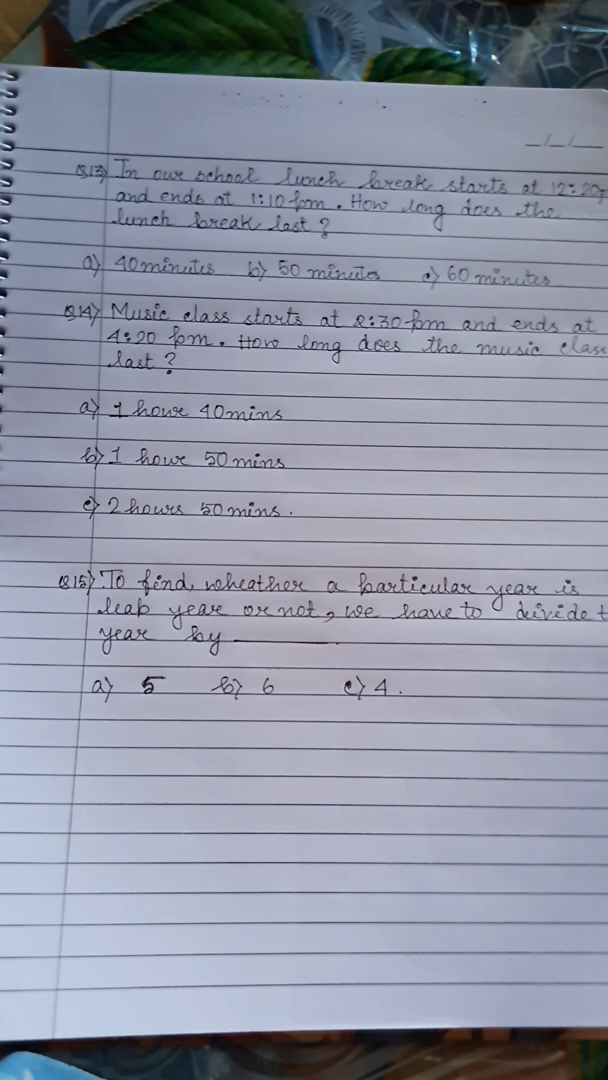 _/_/_
Q13) In our school lunch break starts at 12:20p
and ends at 1:10 pm. How long does the
lunch break last?
a) 40 minutes b) 50 minutes c) 60 minutes.
Q14) Music class starts at 2:30 pm and ends at
4:20 pm. How long does the music class
last?
a) 1 hour 40 mins
b) 1 hour 50 mins
c) 2 hours 50 mins.
Q15) To find, wheather a particular year is
leap year or not, we have to divide t
year by ______
a) 5 b) 6 c) 4.